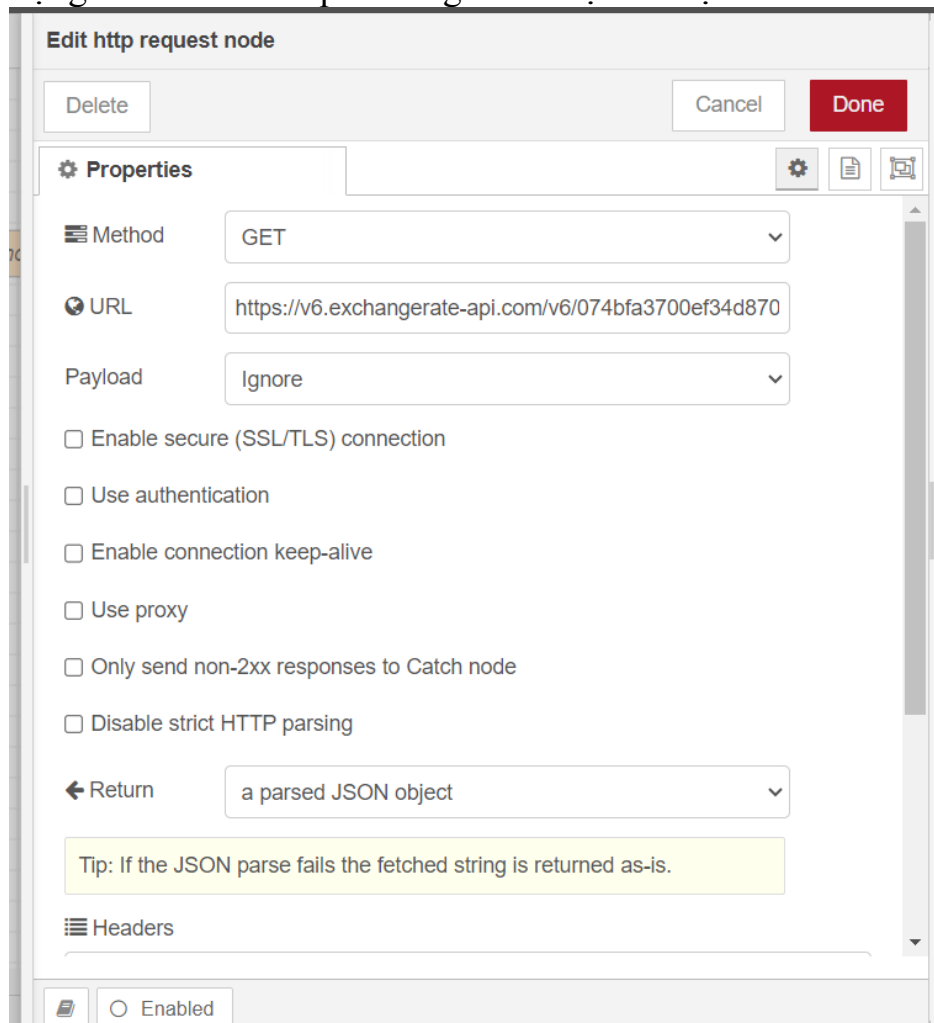 Edit http request node
Delete
Cancel
Done
Properties
Method
GET
URL
https://v6.exchangerate-api.com/v6/074bfa3700ef34d870
Payload
Ignore
Enable secure (SSL/TLS) connection
Use authentication
Enable connection keep-alive
Use proxy
Only send non-2xx responses to Catch node
Disable strict HTTP parsing
Return
a parsed JSON object
Tip: If the JSON parse fails the fetched string is returned as-is.
Headers
Enabled